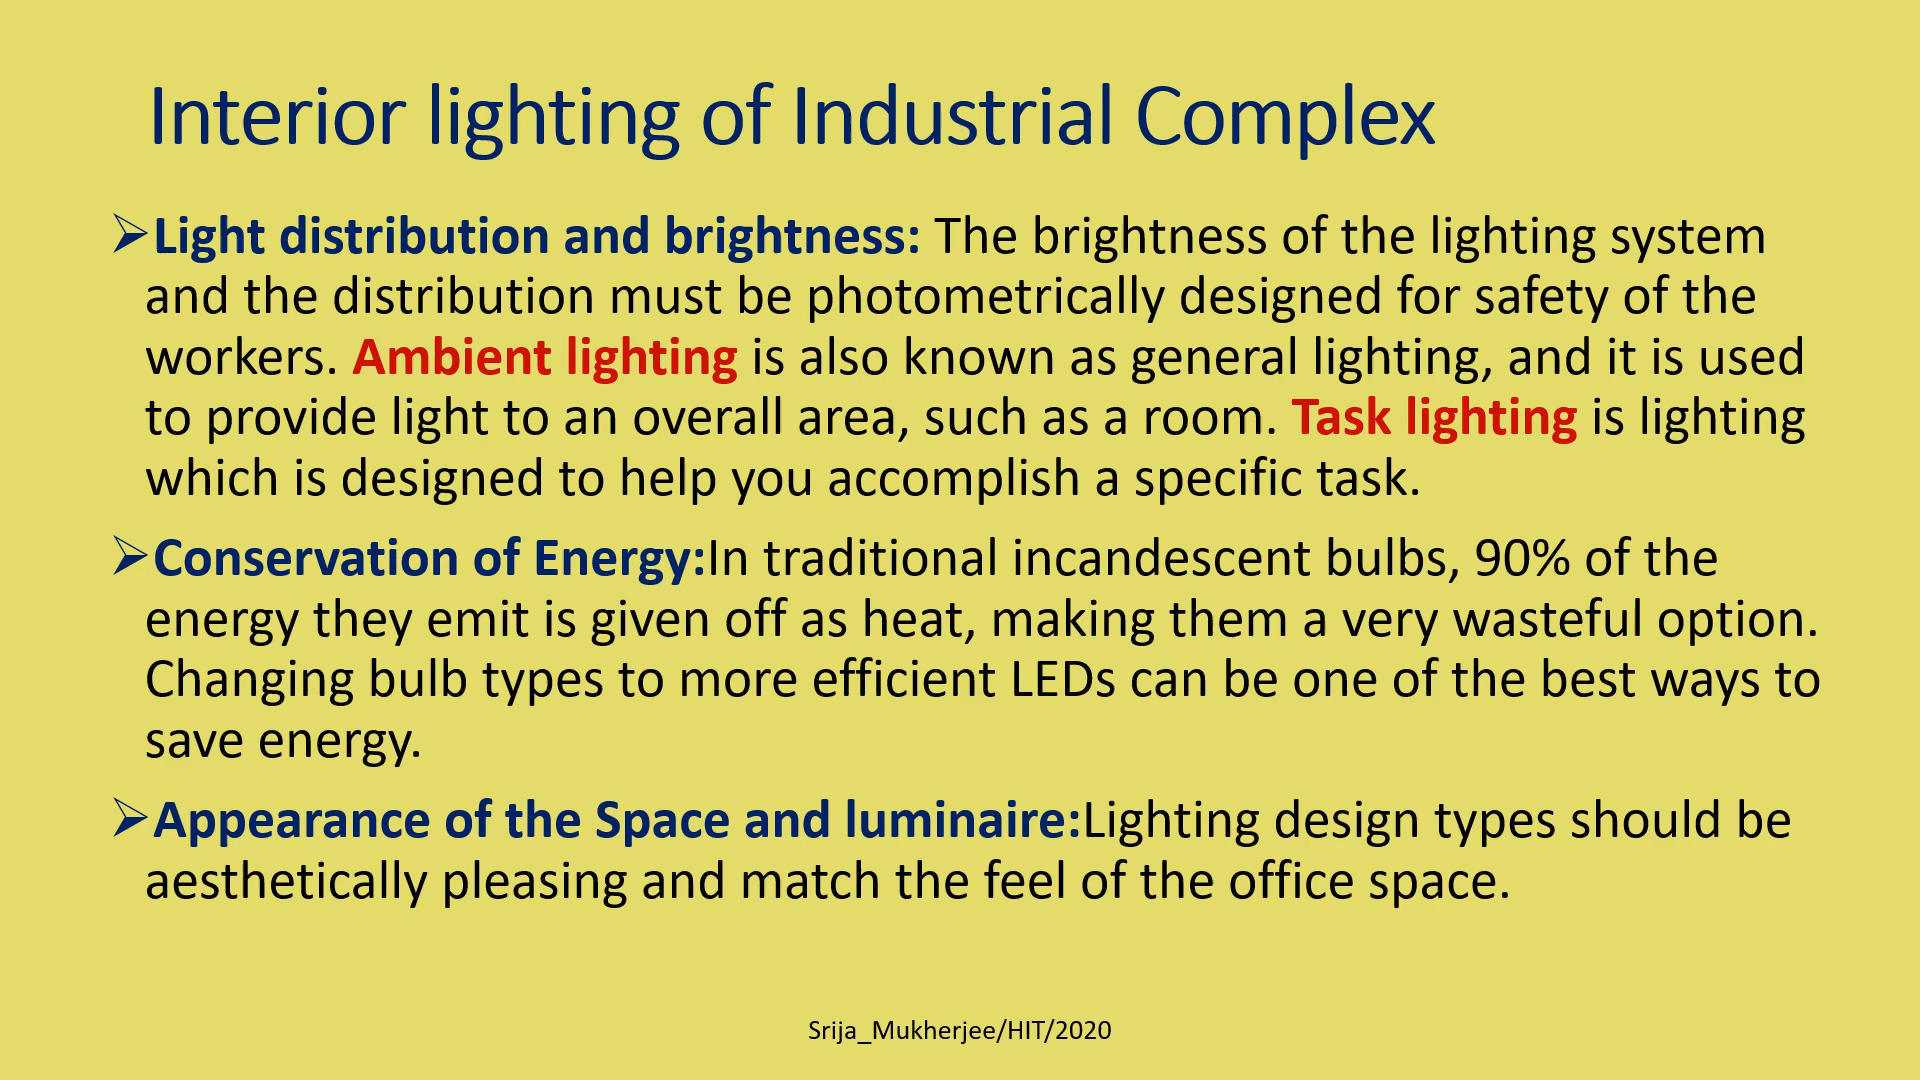 Interior lighting of Industrial Complex
➢Light distribution and brightness: The brightness of the lighting system
and the distribution must be photometrically designed for safety of the
workers. Ambient lighting is also known as general lighting, and it is used
to provide light to an overall area, such as a room. Task lighting is lighting
which is designed to help you accomplish a specific task.
➢Conservation of Energy:In traditional incandescent bulbs, 90% of the
energy they emit is given off as heat, making them a very wasteful option.
Changing bulb types to more efficient LEDs can be one of the best ways to
save energy.
➢Appearance of the Space and luminaire:Lighting design types should be
aesthetically pleasing and match the feel of the office space.
Srija_Mukherjee/HIT/2020